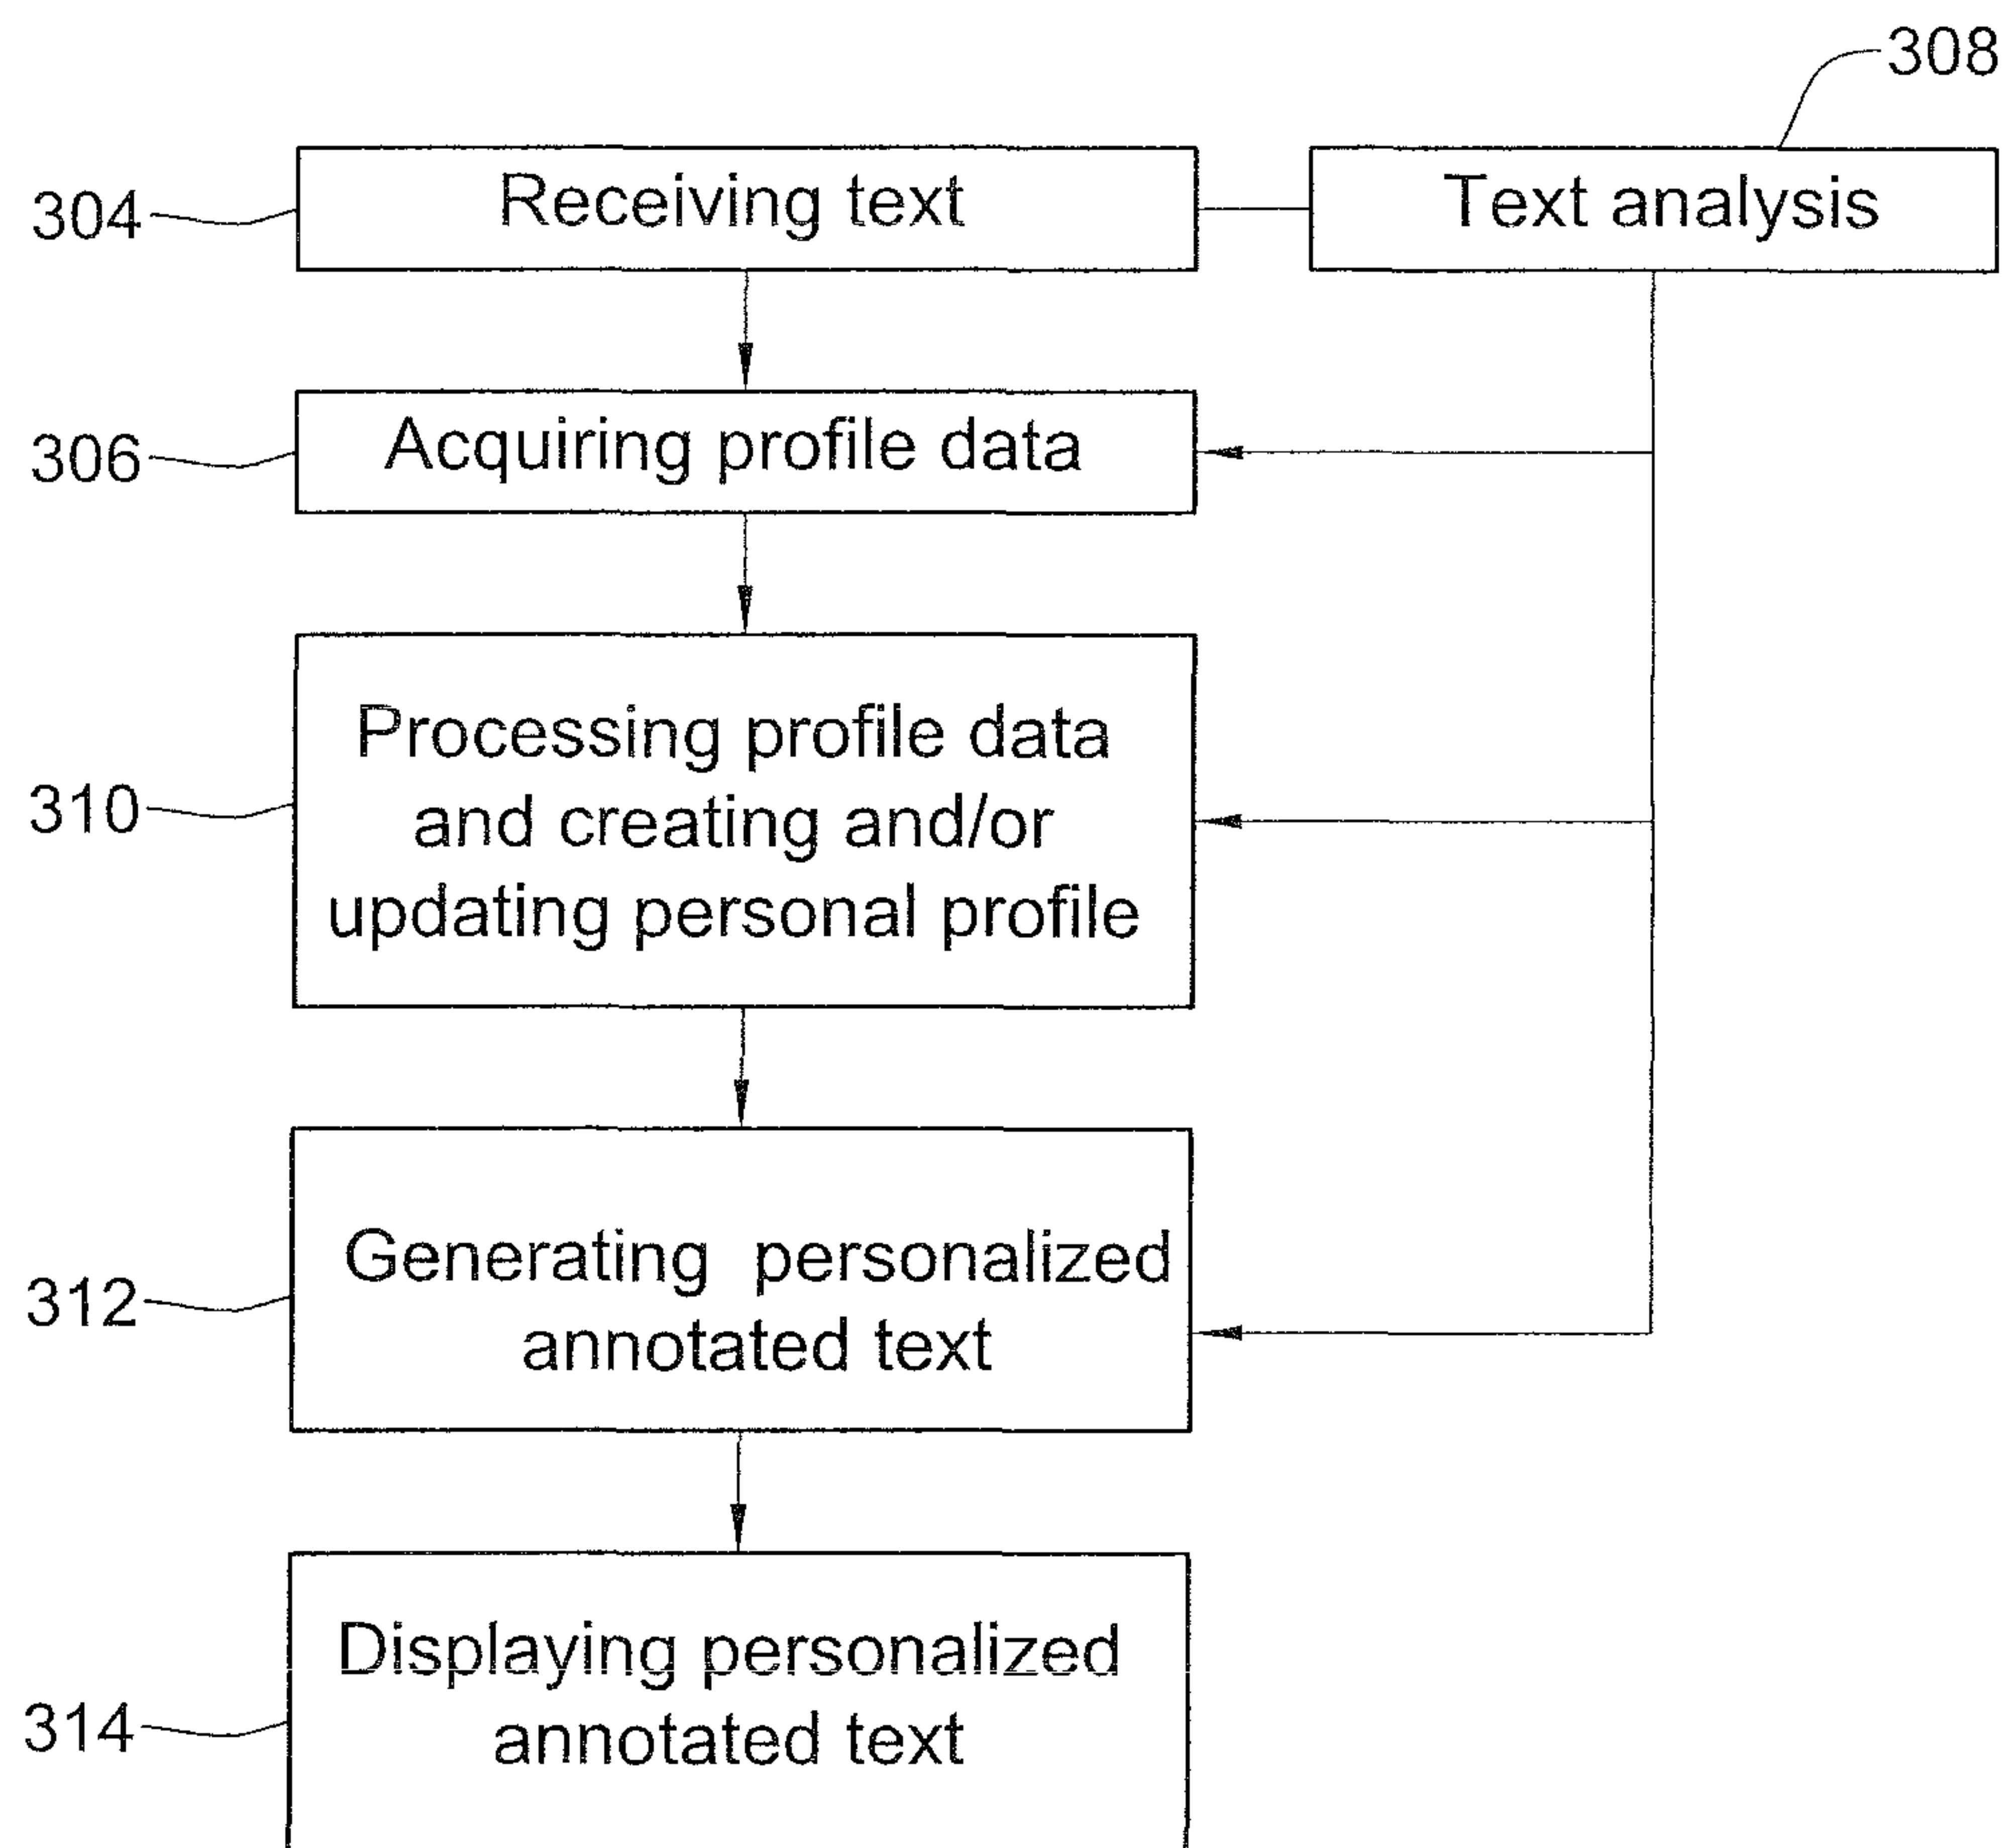 308
304
Receiving text
Text analysis
306
Acquiring profile data
310
Processing profile data
and creating and/or
updating personal profile
312
Generating personalized
annotated text
314
Displaying personalized
annotated text